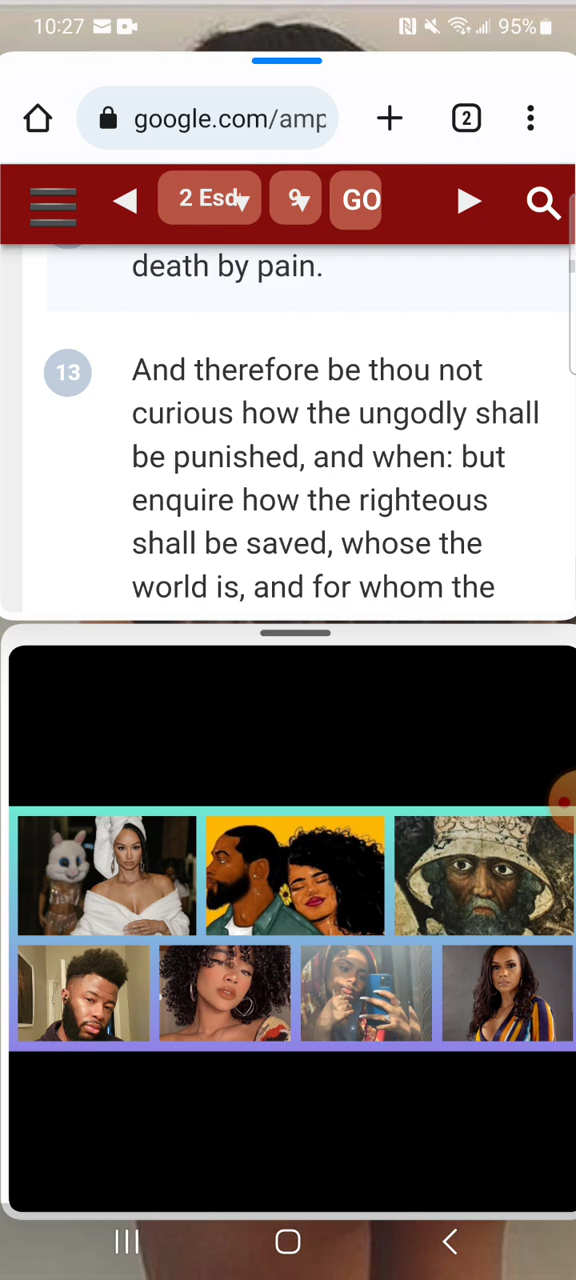 10:27 95%
google.com/amp
2
2 Esd 9 GO
death by pain.
13 And therefore be thou not
curious how the ungodly shall
be punished, and when: but
enquire how the righteous
shall be saved, whose the
world is, and for whom the